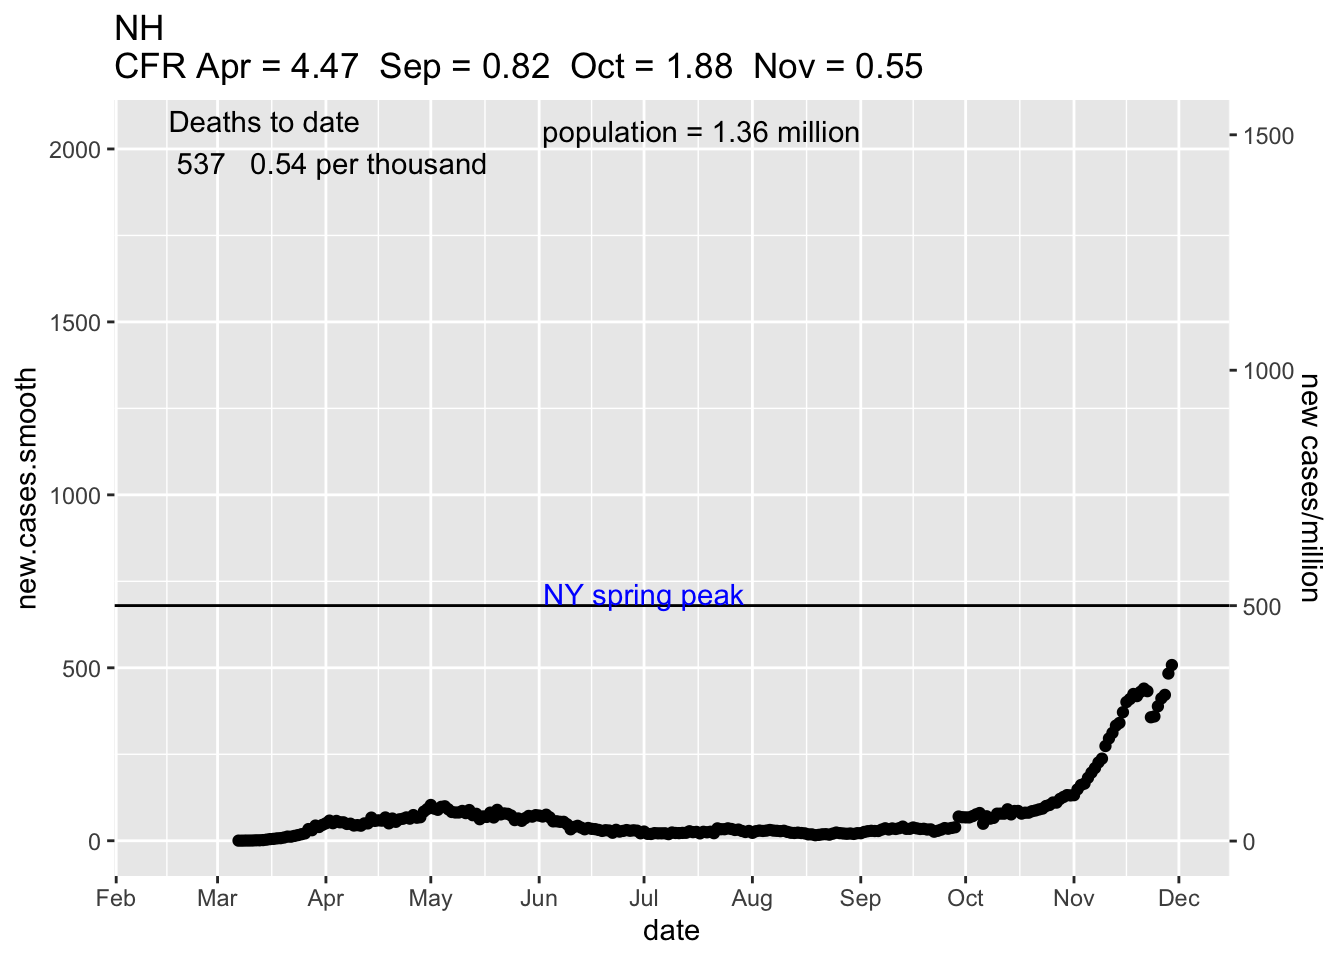 NH
CFR Apr = 4.47  Sep = 0.82  Oct = 1.88  Nov = 0.55
Deaths to date
537   0.54 per thousand
population = 1.36 million
2000
1500
1000
500
0
new.cases.smooth
NY spring peak
1500
1000
500
0
new cases/million
Feb Mar Apr May Jun Jul Aug Sep Oct Nov Dec
date